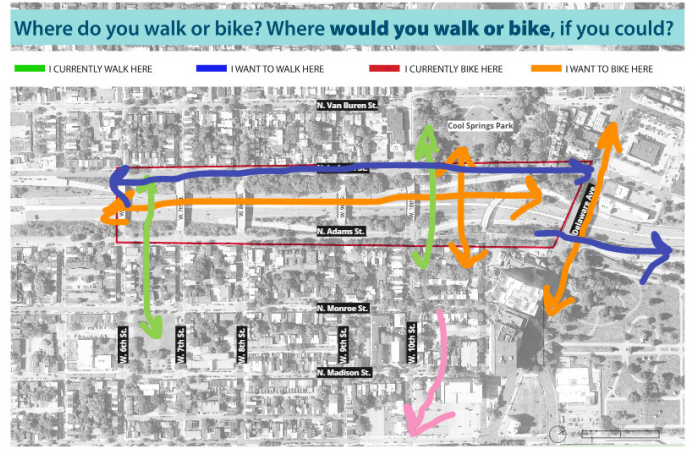 Where do you walk or bike? Where would you walk or bike, if you could?
I CURRENTLY WALK HERE
I WANT TO WALK HERE
I CURRENTLY BIKE HERE
I WANT TO BIKE HERE
N. Van Buren St.
Cool Springs Park
N. Adams St.
Delaware Ave
N. Monroe St.
W. 6th St.
W. 7th St.
W. 8th St.
W. 9th St.
W. 10th St.
N. Madison St.